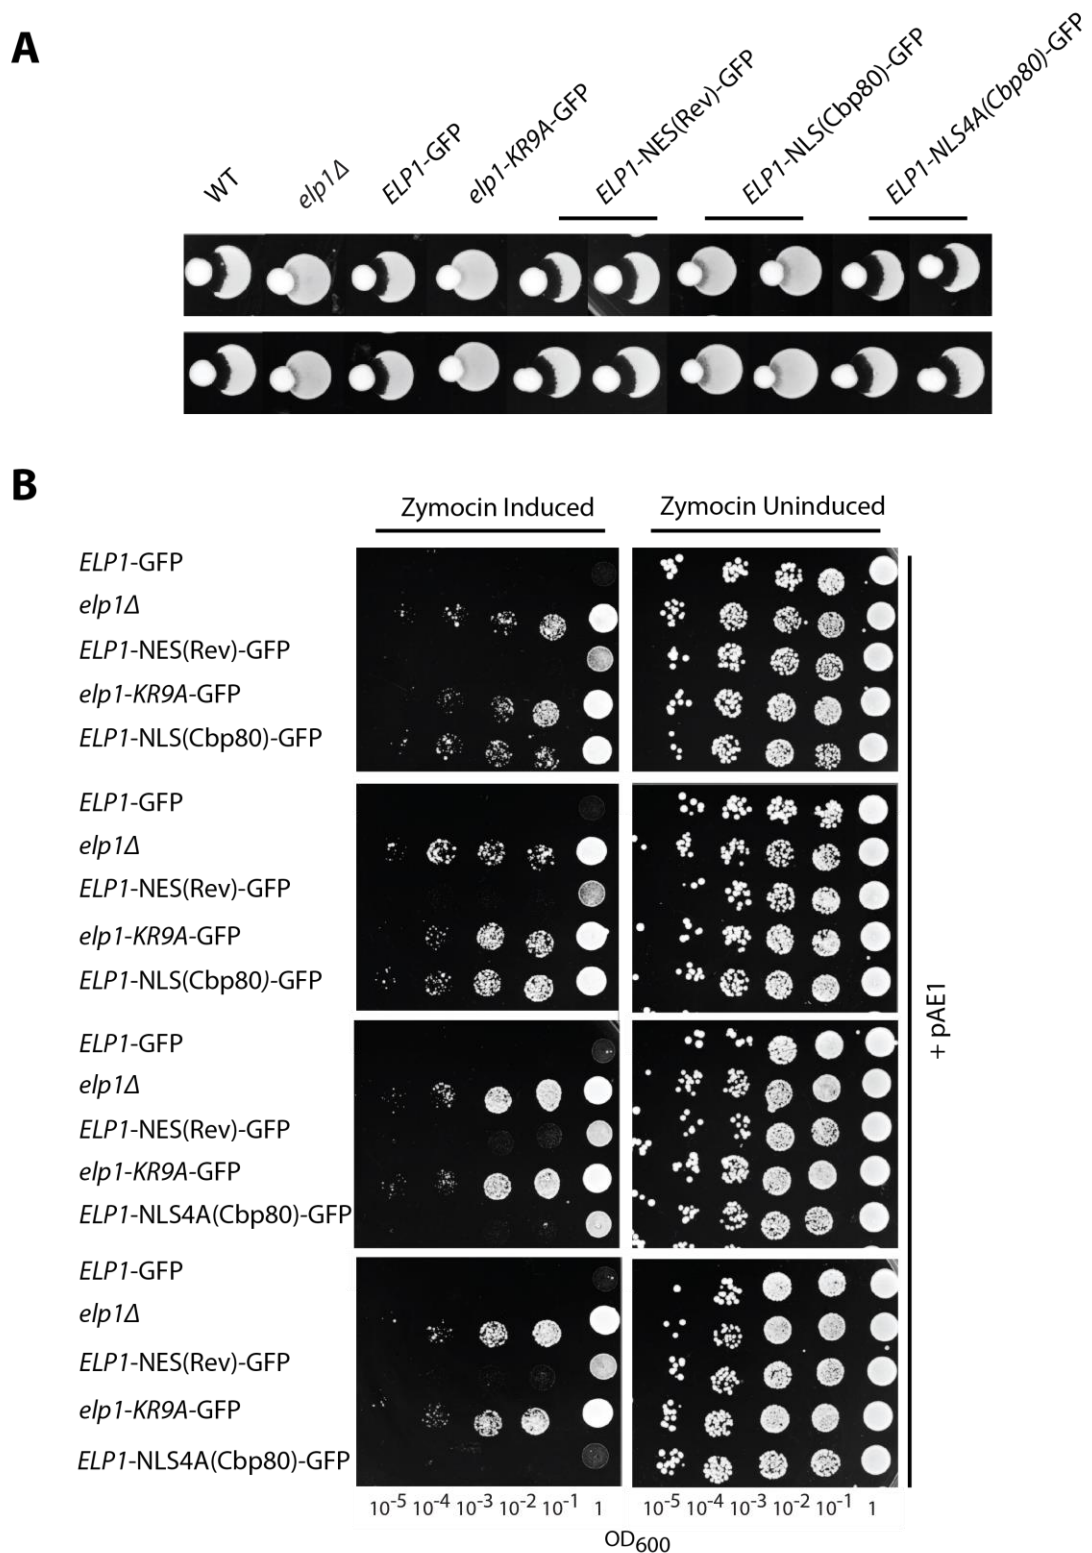 A
WT
elp1Δ
ELP1-GFP
elp1-KR9A-GFP
ELP1-NES(Rev)-GFP
ELP1-NLS(Cbp80)-GFP
ELP1-NLS4A(Cbp80)-GFP
B
Zymocin Induced
Zymocin Uninduced
ELP1-GFP
elp1Δ
ELP1-NES(Rev)-GFP
elp1-KR9A-GFP
ELP1-NLS(Cbp80)-GFP
ELP1-GFP
elp1Δ
ELP1-NES(Rev)-GFP
elp1-KR9A-GFP
ELP1-NLS(Cbp80)-GFP
+ pAE1
ELP1-GFP
elp1Δ
ELP1-NES(Rev)-GFP
elp1-KR9A-GFP
ELP1-NLS4A(Cbp80)-GFP
ELP1-GFP
elp1Δ
ELP1-NES(Rev)-GFP
elp1-KR9A-GFP
ELP1-NLS4A(Cbp80)-GFP
10-5 10-4 10-3 10-2 10-1 1
10-5 10-4 10-3 10-2 10-1 1
OD600